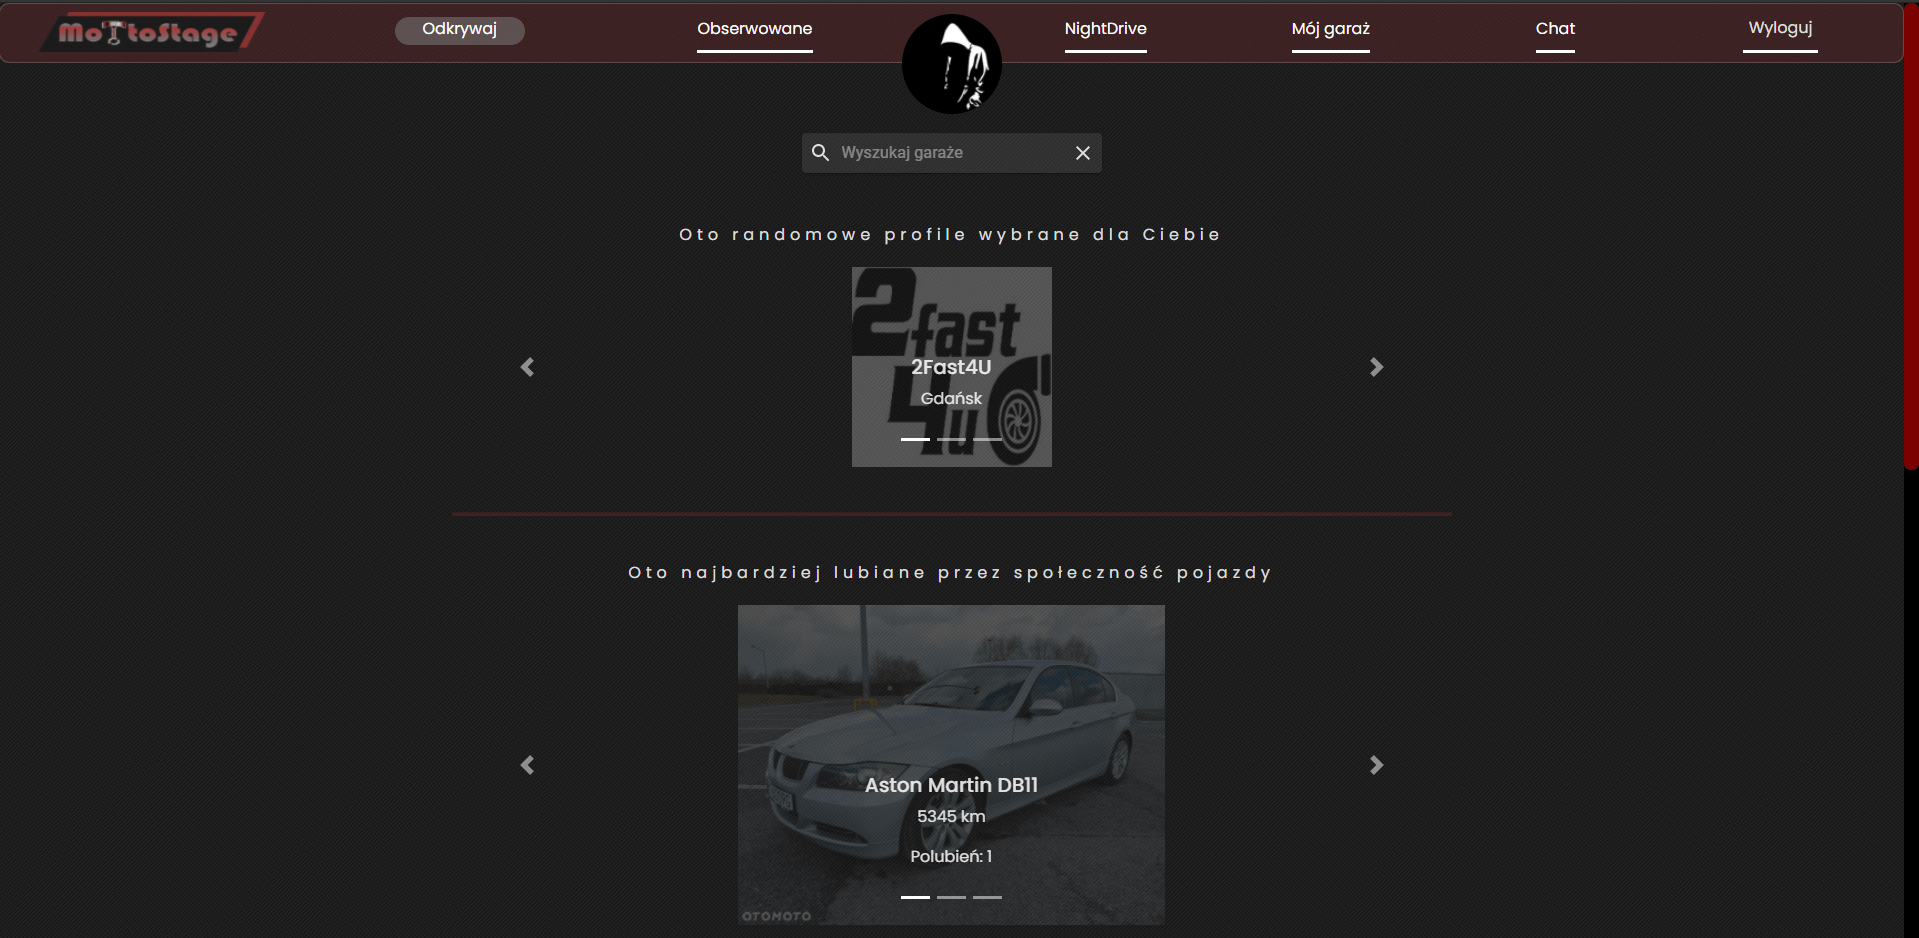 MoTtoStage
Odkrywaj
Obserwowane
NightDrive
Mój garaż
Chat
Wyloguj
Wyszukaj garaże
Oto randomowe profile wybrane dla Ciebie
2fast
2Fast4U
Gdańsk
4u
Oto najbardziej lubiane przez społeczność pojazdy
Aston Martin DB11
5345 km
Polubień: 1
OTOMOTO